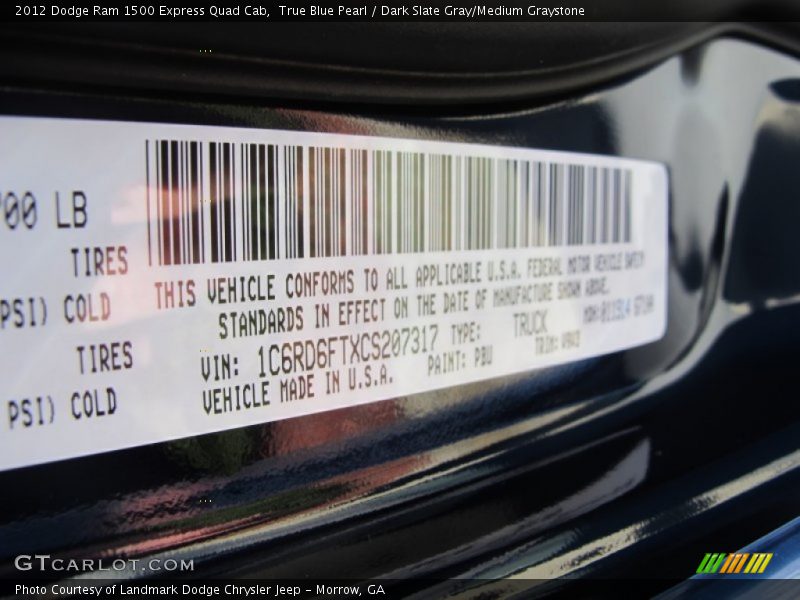 2012 Dodge Ram 1500 Express Quad Cab,  True Blue Pearl / Dark Slate Gray/Medium Graystone
00 LB
TIRES
PSI) COLD
TIRES
PSI) COLD
THIS VEHICLE CONFORMS TO ALL APPLICABLE U.S.A. FEDERAL MOTOR VEHICLE SAFETY
STANDARDS IN EFFECT ON THE DATE OF MANUFACTURE SHOWN ABOVE.
VIN: 1C6RD6FTXCS207317 TYPE: TRUCK
VEHICLE MADE IN U.S.A. PAINT: PBU TRIM:
MDH:
GTCARLOT.COM
Photo Courtesy of Landmark Dodge Chrysler Jeep - Morrow, GA